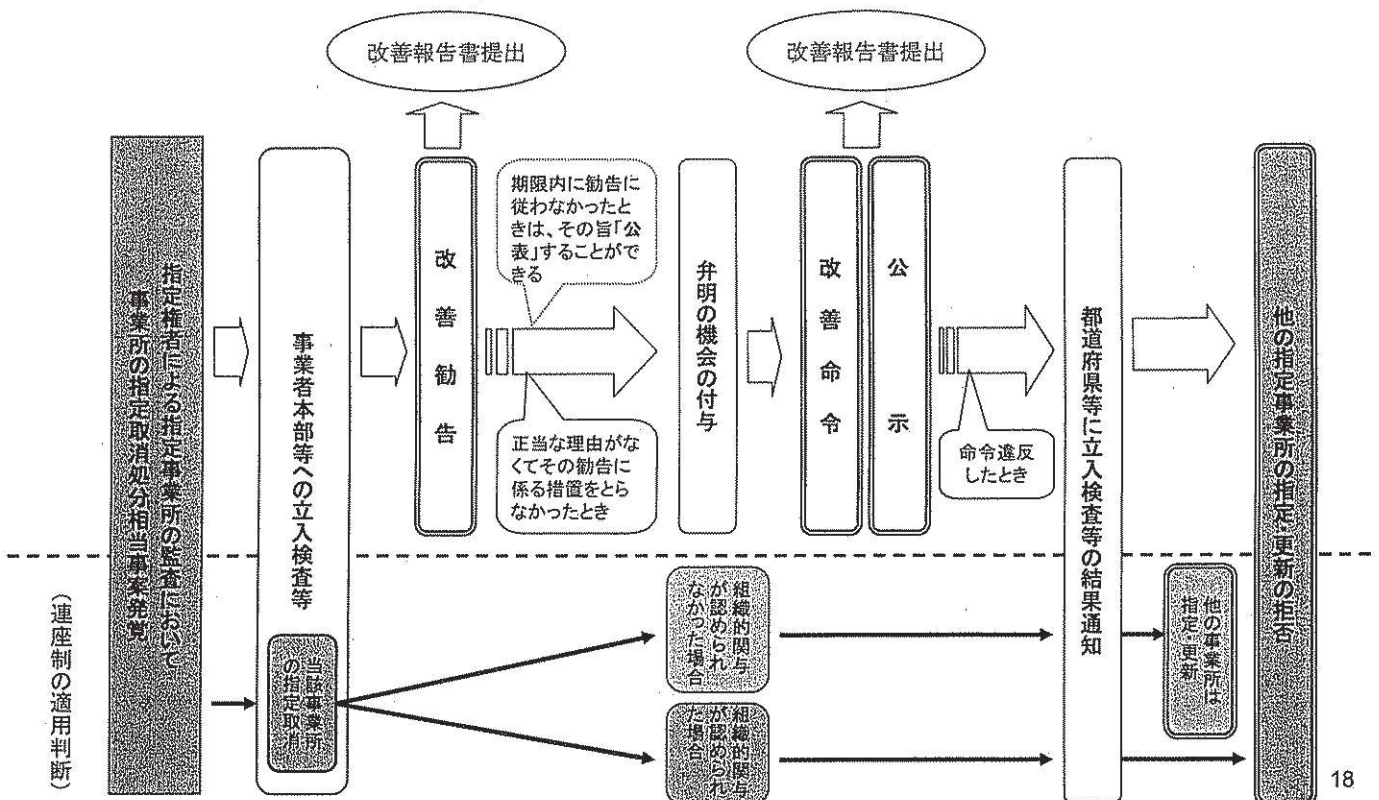 改善報告書提出
改善報告書提出
指定権者による指定事業所の監査において
事業所の指定取消処分相当事案発覚
事業者本部等への立入検査等
改善勧告
期限内に勧告に
従わなかったと
きは、その旨「公
表」することがで
きる
正当な理由がな
くてその勧告に
係る措置をとら
なかったとき
弁明の機会の付与
改善命令
公示
命令違反
したとき
都道府県等に立入検査等の結果通知
他の指定事業所の指定・更新の拒否
(連座制の適用判断)
当該事業所
の指定取消
組織的関与
が認められ
なかった場合
組織的関与
が認められ
た場合
他の事業所は
指定・更新
18